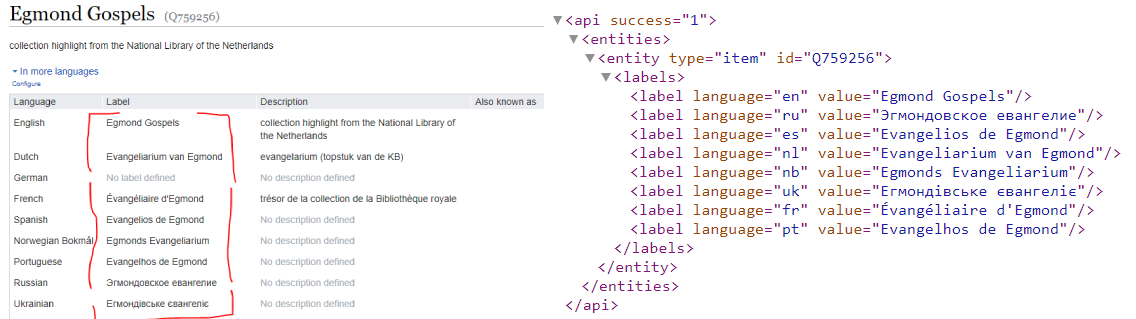 Egmond Gospels (Q759256)
collection highlight from the National Library of the Netherlands
In more languages
Configure
Language Label Description Also known as
English Egmond Gospels collection highlight from the National Library of
the Netherlands
Dutch Evangeliarium van Egmond evangelarium (topstuk van de KB)
German No label defined No description defined
French Évangéliaire d'Egmond trésor de la collection de la Bibliothèque royale
Spanish Evangelios de Egmond No description defined
Norwegian Bokmål Egmonds Evangeliarium No description defined
Portuguese Evangelhos de Egmond No description defined
Russian Эгмондовское евангелие No description defined
Ukrainian Егмондівське євангеліє No description defined
▼<api success="1">
▼<entities>
▼<entity type="item" id="Q759256">
▼<labels>
<label language="en" value="Egmond Gospels"/>
<label language="ru" value="Эгмондовское евангелие"/>
<label language="es" value="Evangelios de Egmond"/>
<label language="nl" value="Evangeliarium van Egmond"/>
<label language="nb" value="Egmonds Evangeliarium"/>
<label language="uk" value="Егмондівське євангеліє"/>
<label language="fr" value="Évangéliaire d'Egmond"/>
<label language="pt" value="Evangelhos de Egmond"/>
</labels>
</entity>
</entities>
</api>